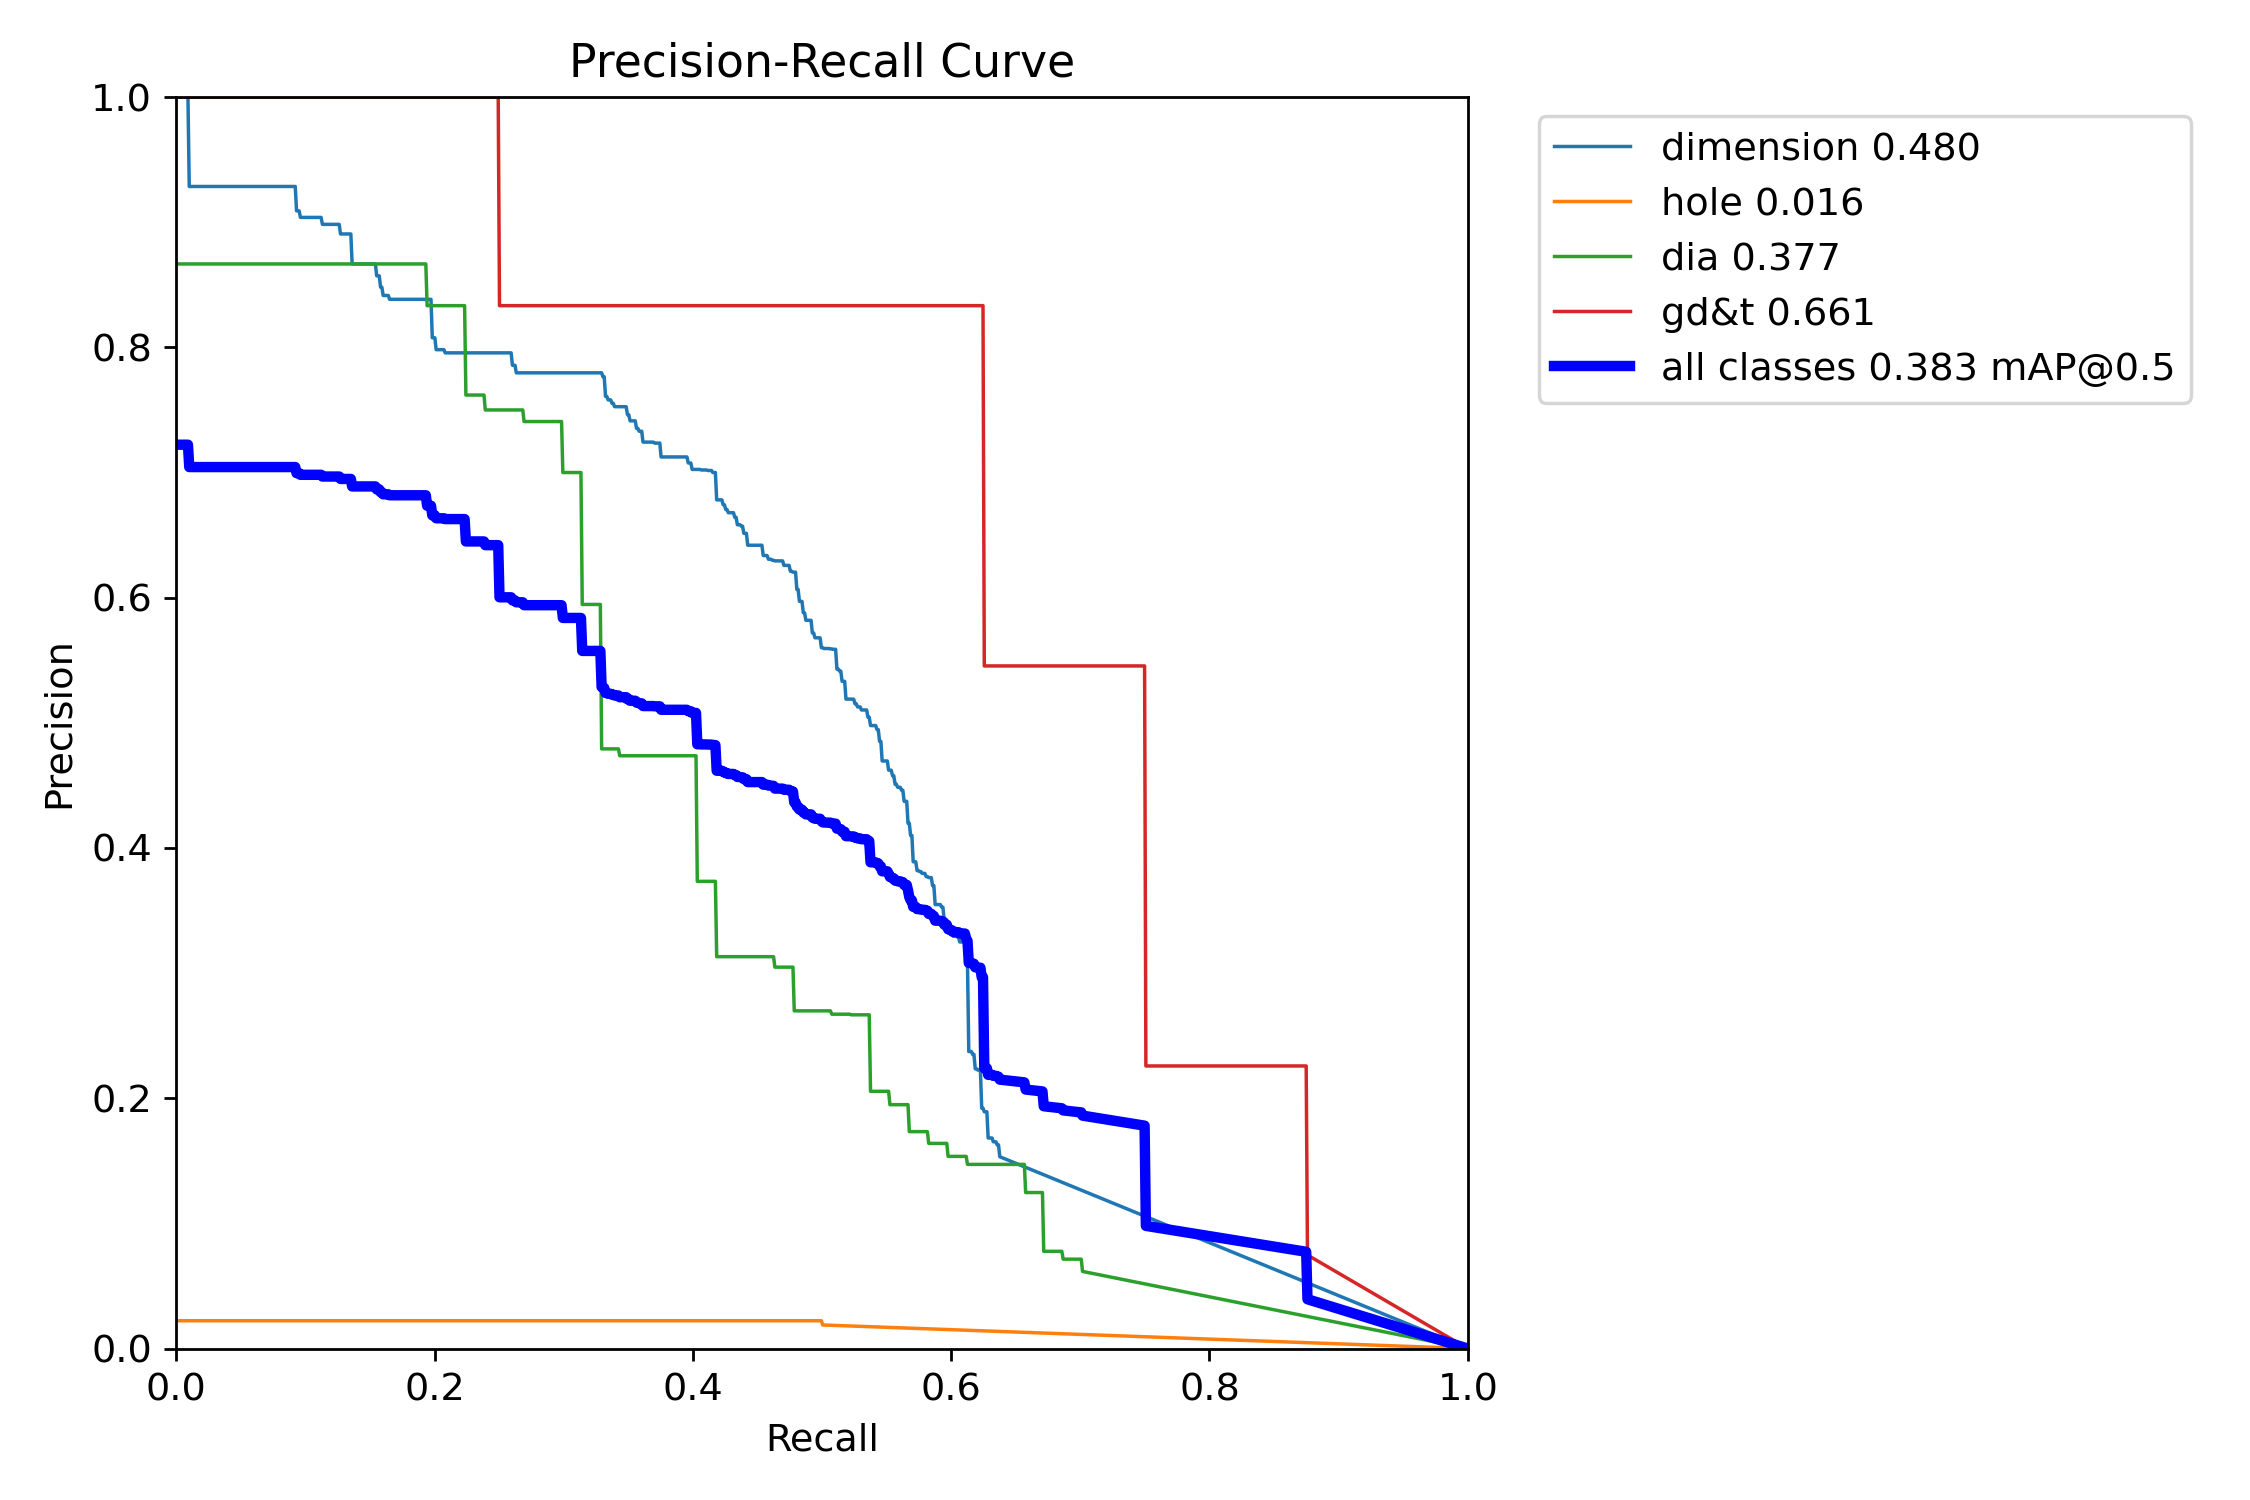 Precision-Recall Curve
1.0
0.8
0.6
0.4
0.2
0.0
Precision
0.0 0.2 0.4 0.6 0.8 1.0
Recall
dimension 0.480
hole 0.016
dia 0.377
gd&t 0.661
all classes 0.383 mAP@0.5